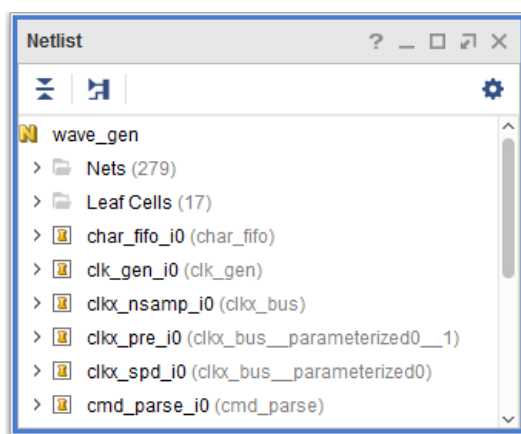 Netlist
wave_gen
Nets (279)
Leaf Cells (17)
char_fifo_i0 (char_fifo)
clk_gen_i0 (clk_gen)
clkx_nsamp_i0 (clkx_bus)
clkx_pre_i0 (clkx_bus__parameterized0__1)
clkx_spd_i0 (clkx_bus__parameterized0)
cmd_parse_i0 (cmd_parse)